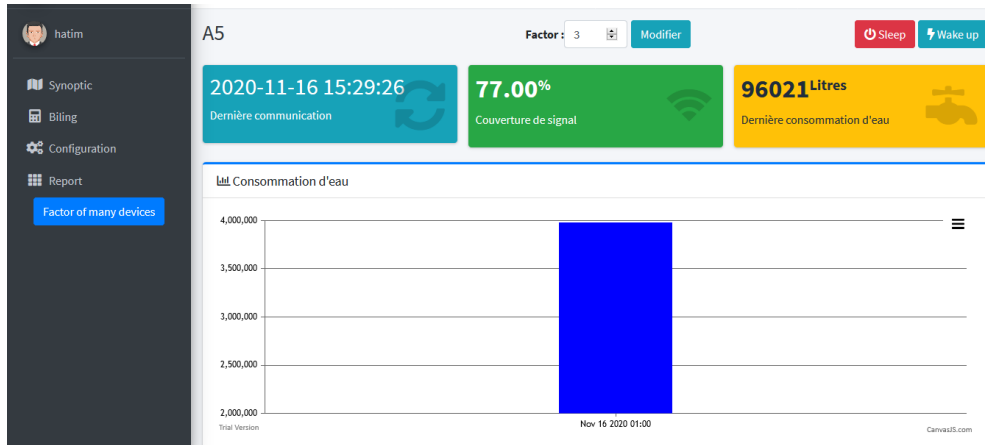 hatim
Synoptic
Biling
Configuration
Report
Factor of many devices
A5
Factor : 3 Modifier
Sleep Wake up
2020-11-16 15:29:26
Dernière communication
77.00%
Couverture de signal
96021Litres
Dernière consommation d'eau
Consommation d'eau
4,000,000
3,500,000
3,000,000
2,500,000
2,000,000
Nov 16 2020 01:00
Trial Version
CanvasJS.com